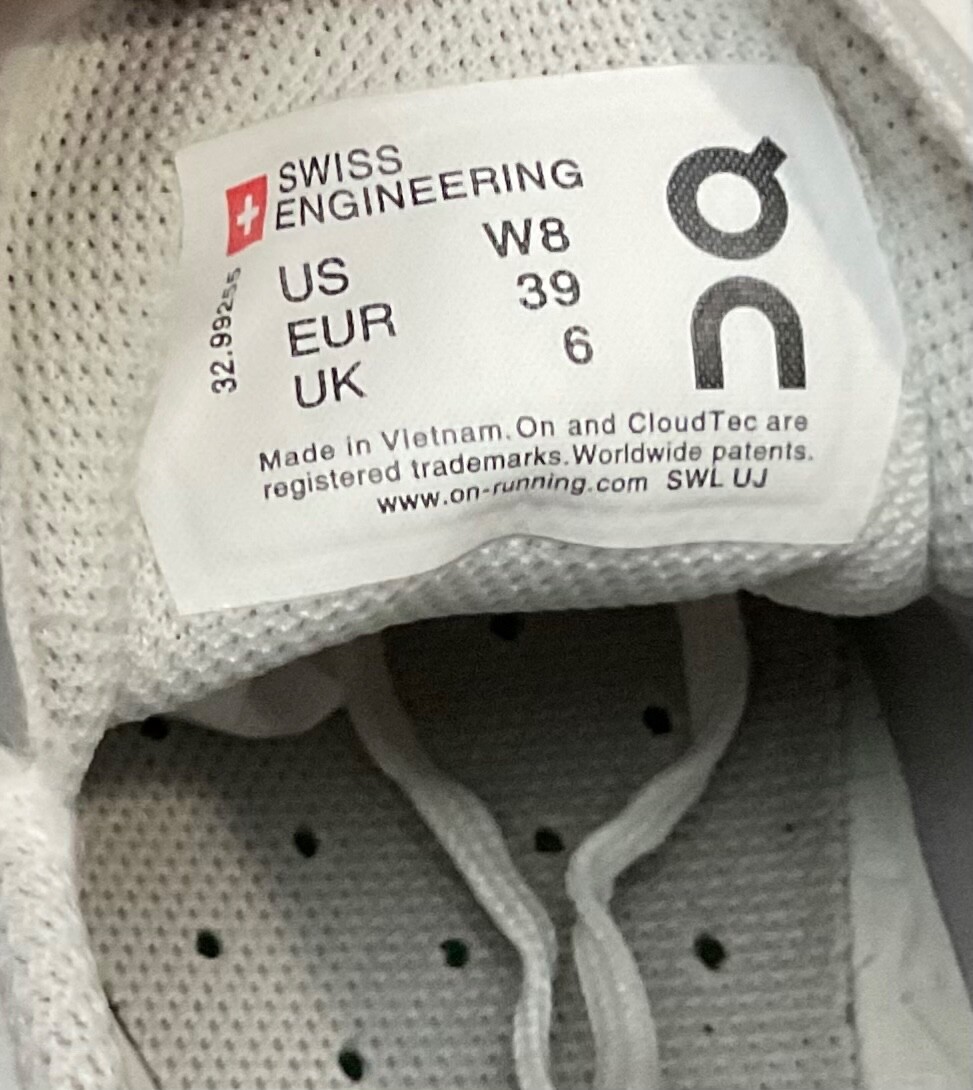 SWISS
ENGINEERING
US W8
EUR 39
UK 6
32.99255
Made in Vietnam. On and CloudTec are
registered trademarks. Worldwide patents.
www.on-running.com SWL UJ
On